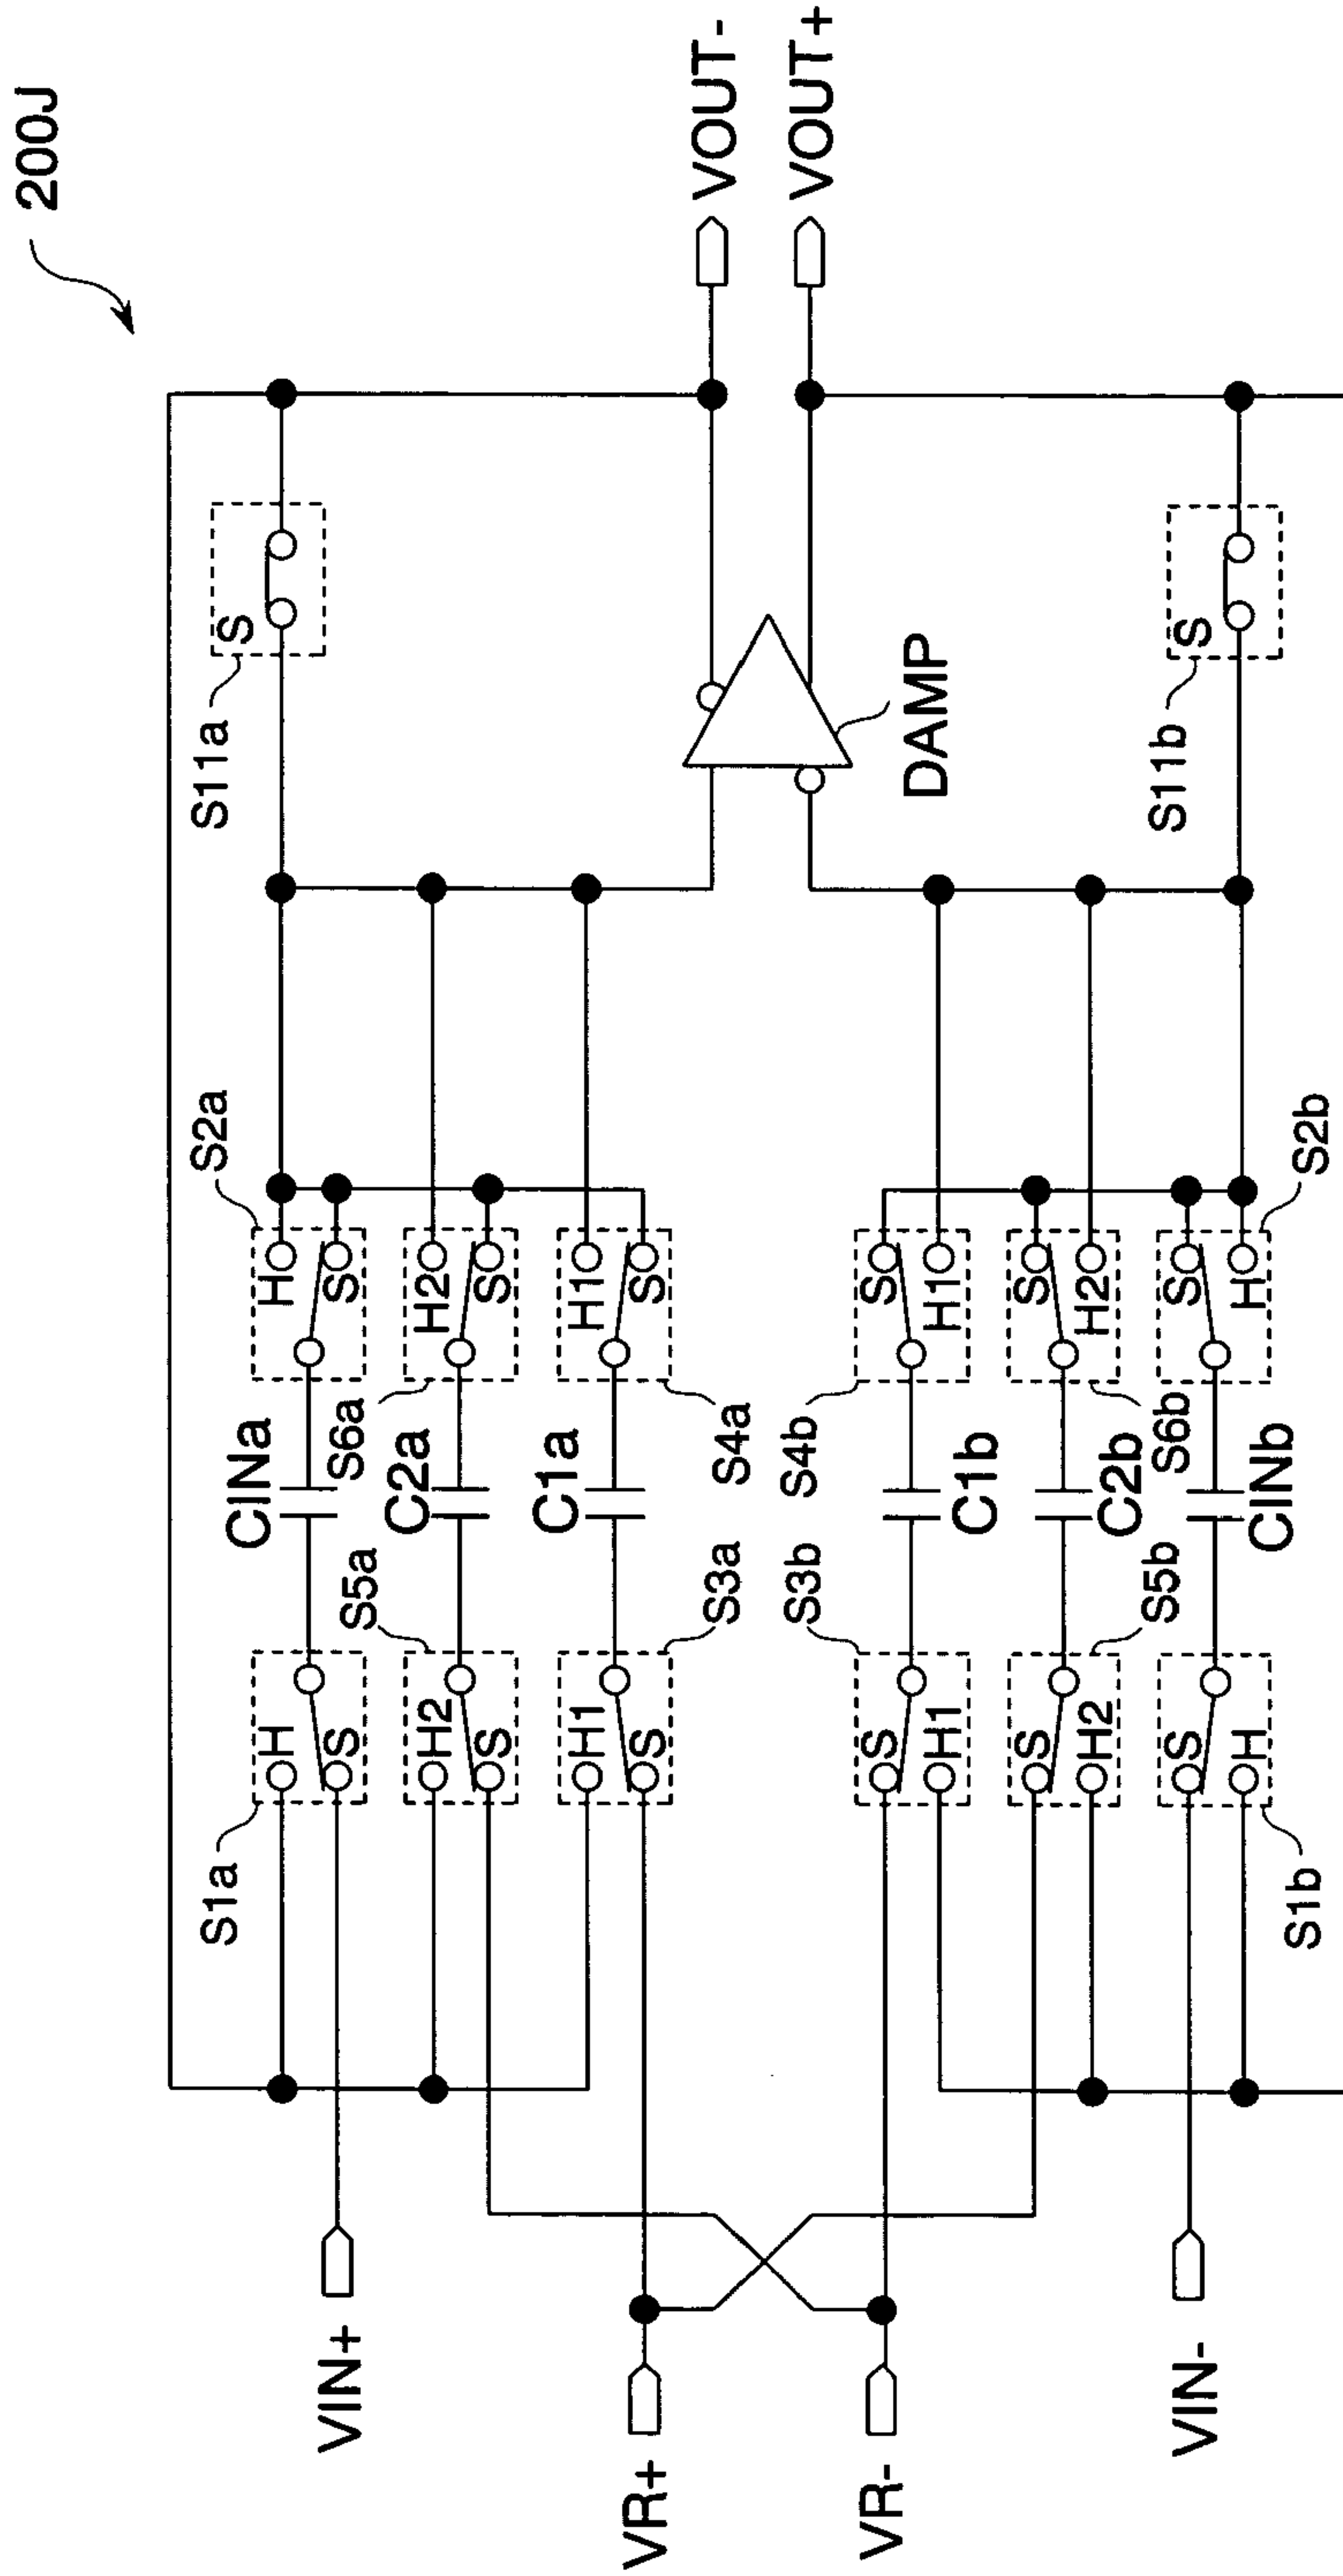 200J
VIN+
VR+
VR-
VIN-
S1a
H
S
S5a
H2
S
H1
S
S3a
S3b
S
H1
S
H2
S5b
S
H
S1b
CINa
C2a
C1a
C1b
C2b
CINb
S2a
H
S
S6a
H2
S
H1
S
S4a
S4b
S
H1
S
H2
S6b
S
H
S2b
S11a
S
DAMP
S11b
S
VOUT-
VOUT+